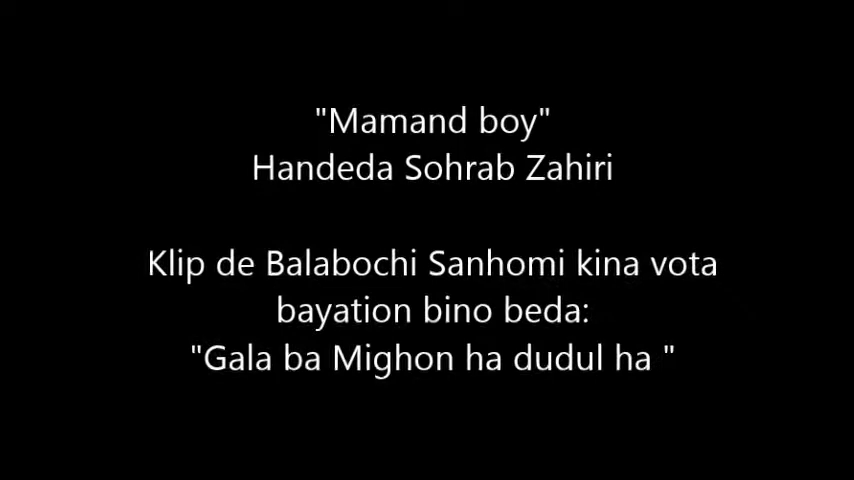 "Mamand boy"
Handeda Sohrab Zahiri
Klip de Balabochi Sanhomi kina vota
bayation bino beda:
"Gala ba Mighon ha dudul ha "